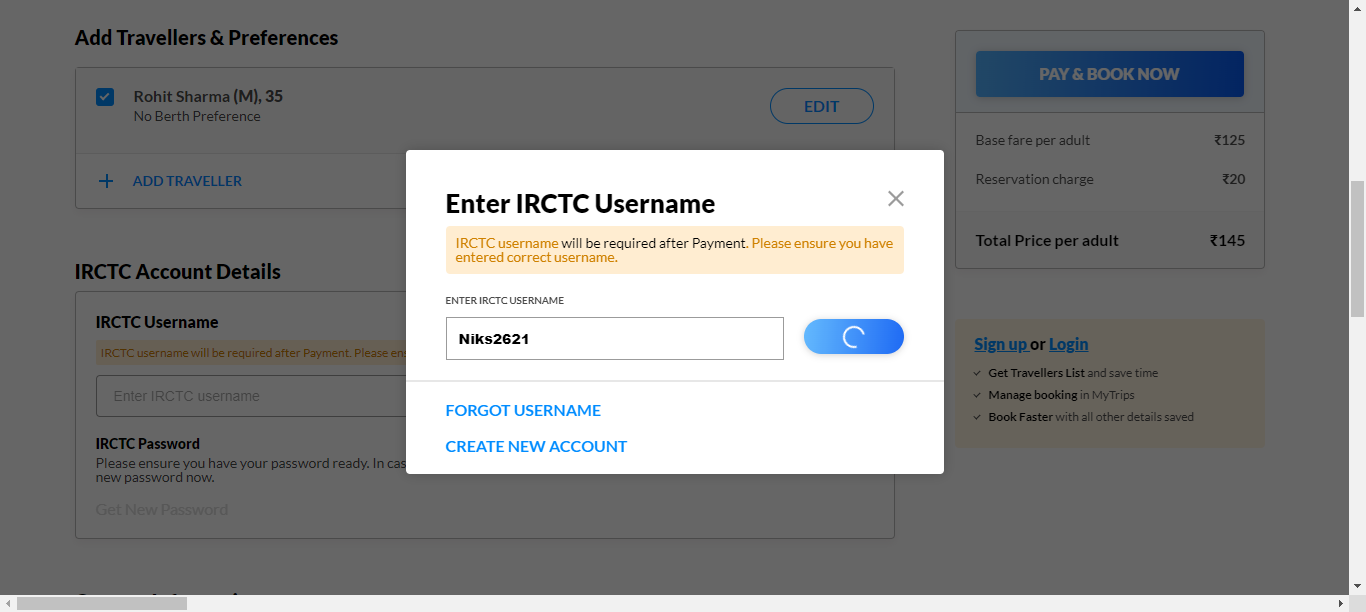 Add Travellers & Preferences
Rohit Sharma (M), 35
No Berth Preference
EDIT
ADD TRAVELLER
IRCTC Account Details
IRCTC Username
IRCTC username will be required after Payment. Please
Enter IRCTC username
IRCTC Password
Please ensure you have your password ready. In
new password now.
Get New Password
Enter IRCTC Username
IRCTC username will be required after Payment. Please ensure you have
entered correct username.
ENTER IRCTC USERNAME
Niks2621
FORGOT USERNAME
CREATE NEW ACCOUNT
PAY & BOOK NOW
Base fare per adult ₹125
Reservation charge ₹20
Total Price per adult ₹145
Sign up or Login
Get Travellers List and save time
Manage booking in MyTrips
Book Faster with all other details saved